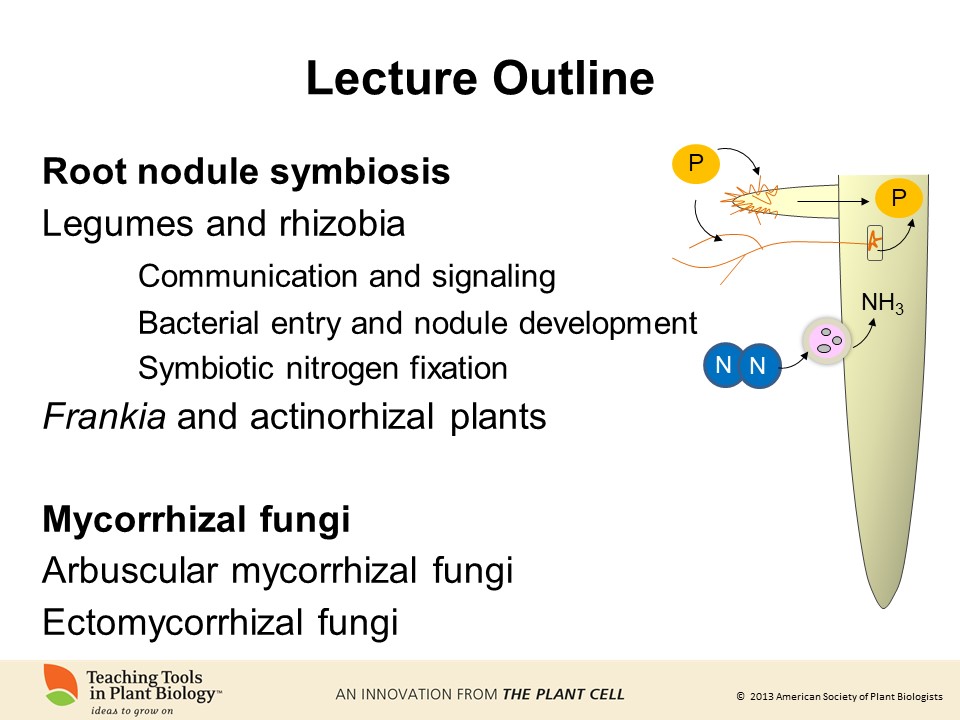 Lecture Outline
Root nodule symbiosis
Legumes and rhizobia
Communication and signaling
Bacterial entry and nodule development
Symbiotic nitrogen fixation
Frankia and actinorhizal plants
Mycorrhizal fungi
Arbuscular mycorrhizal fungi
Ectomycorrhizal fungi
P
P
NH3
N N
Teaching Tools
in Plant Biology™
ideas to grow on
AN INNOVATION FROM THE PLANT CELL
© 2013 American Society of Plant Biologists